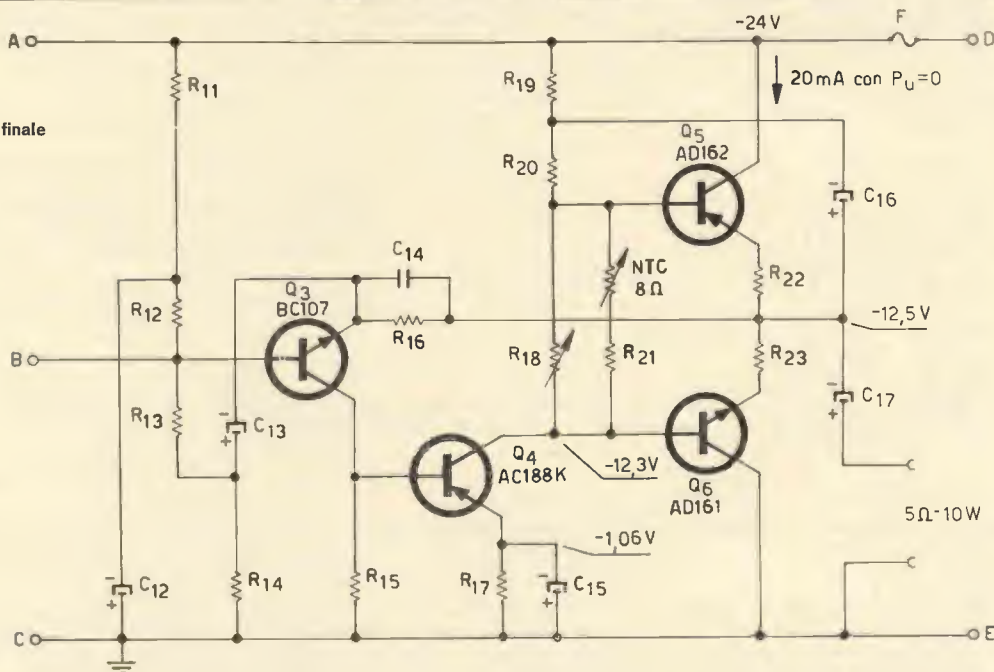 -24V
F
A
D
R11
R19
20mA con Pu=0
finale
Q5
AD162
R20
-
C16
+
C14
NTC
8Ω
R22
Q3
BC107
R12
-12,5V
R16
B
R18
R21
R23
R13
-
C13
+
-
C17
+
Q4
AC188K
-12,3V
Q6
AD161
5Ω-10W
-1,06V
-
C12
+
R14
R15
R17
-
C15
+
C
E